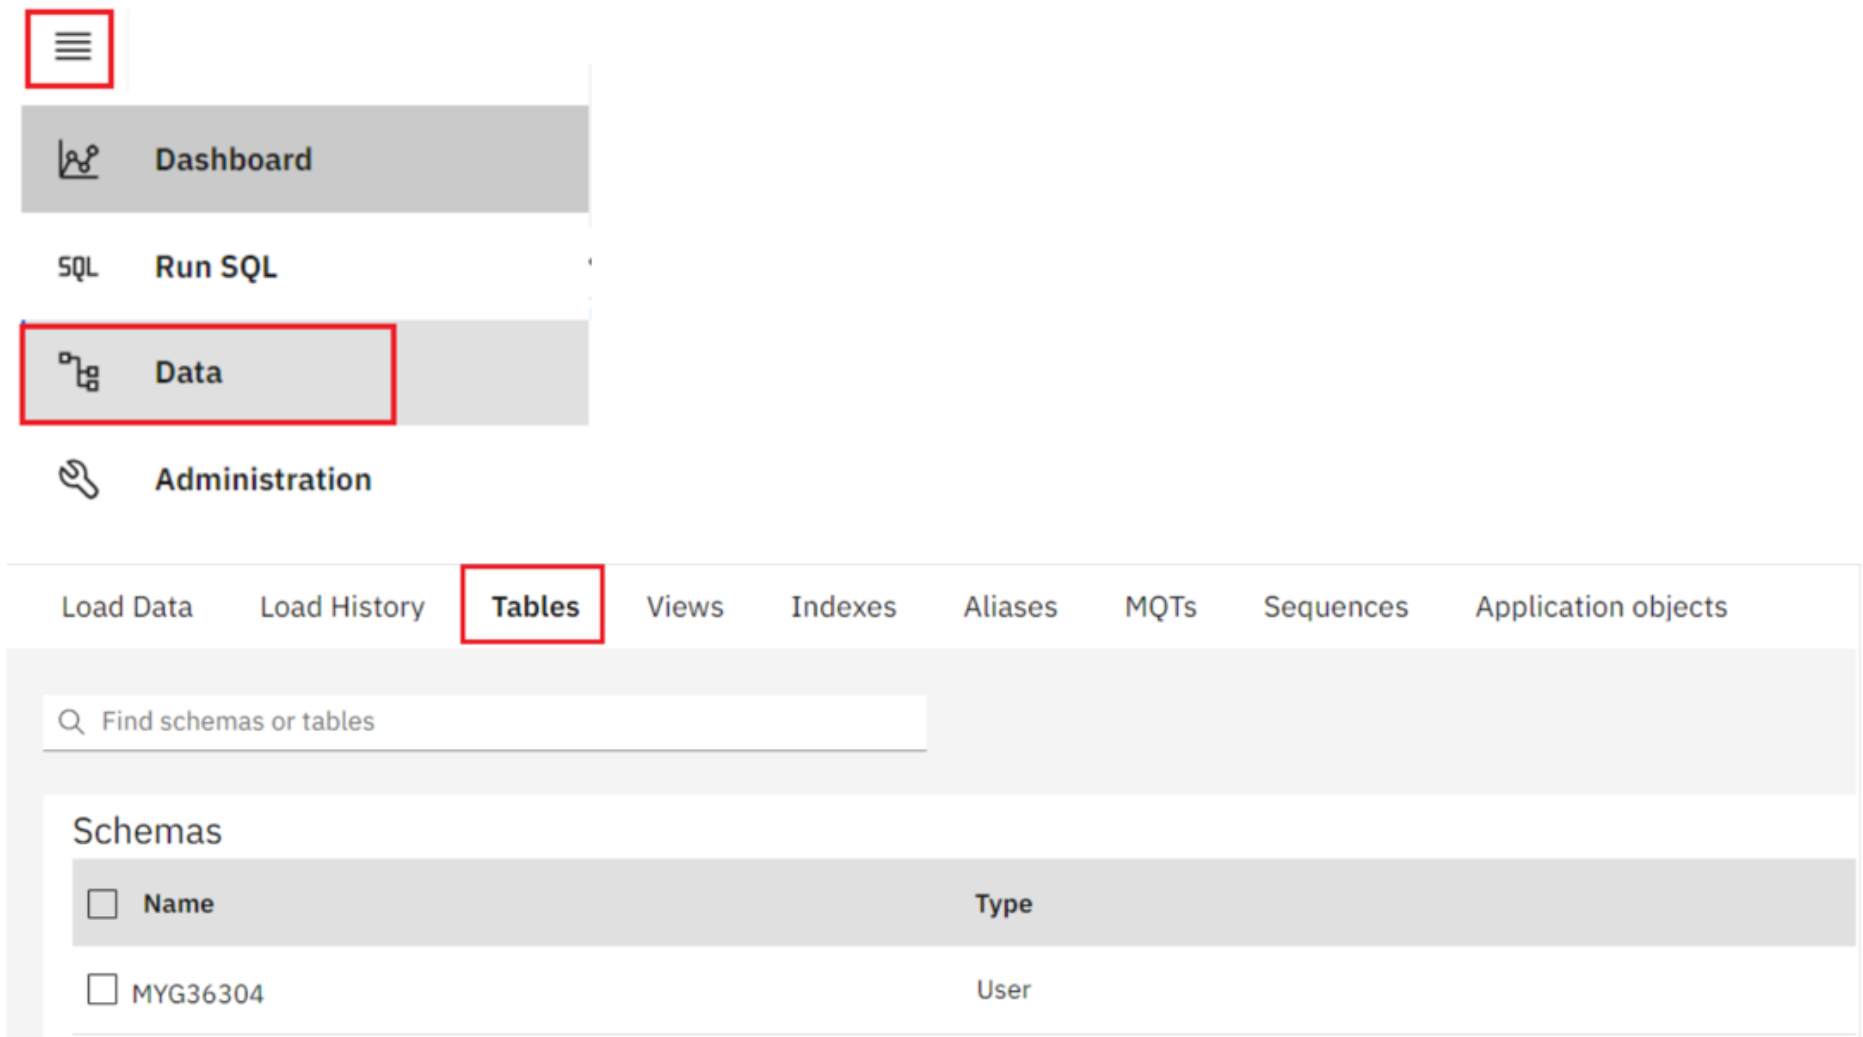 Dashboard
SQL Run SQL
Data
Administration
Load Data Load History Tables Views Indexes Aliases MQTs Sequences Application objects
Find schemas or tables
Schemas
Name Type
MYG36304 User